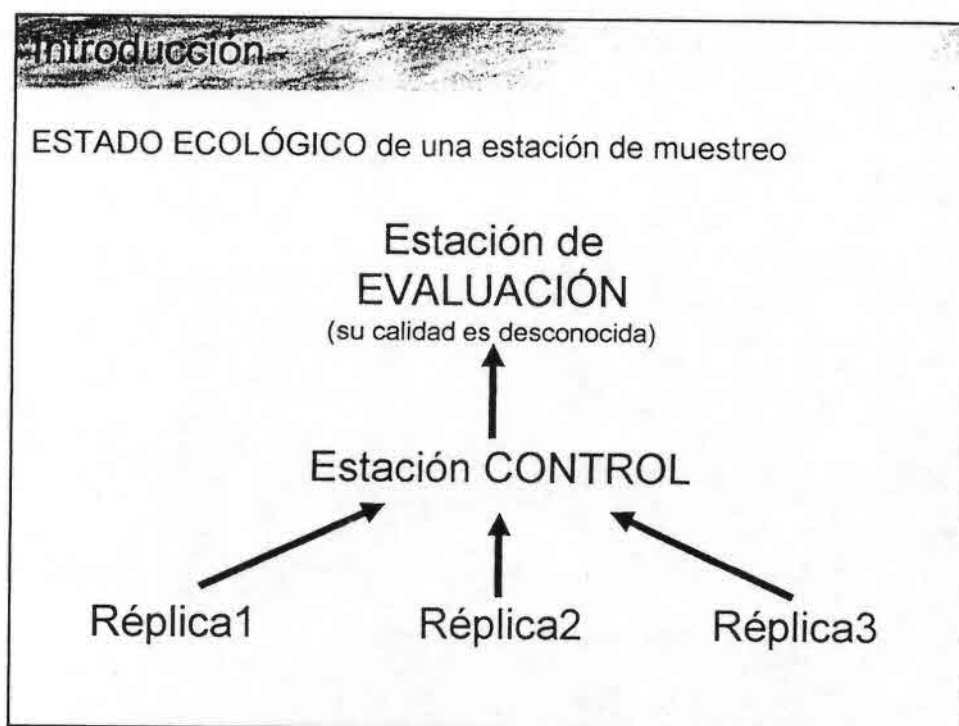 Introducción
ESTADO ECOLÓGICO de una estación de muestreo
Estación de
EVALUACIÓN
(su calidad es desconocida)
Estación CONTROL
Réplica1 Réplica2 Réplica3